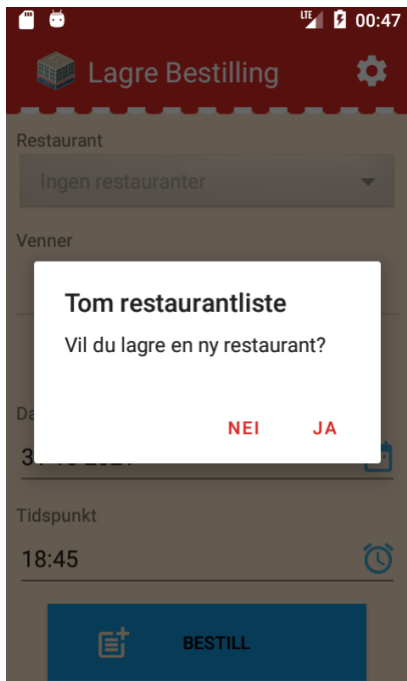 LTE 00:47
Lagre Bestilling
Restaurant
Ingen restauranter
Venner
Tom restaurantliste
Vil du lagre en ny restaurant?
NEI JA
Tidspunkt
18:45
BESTILL